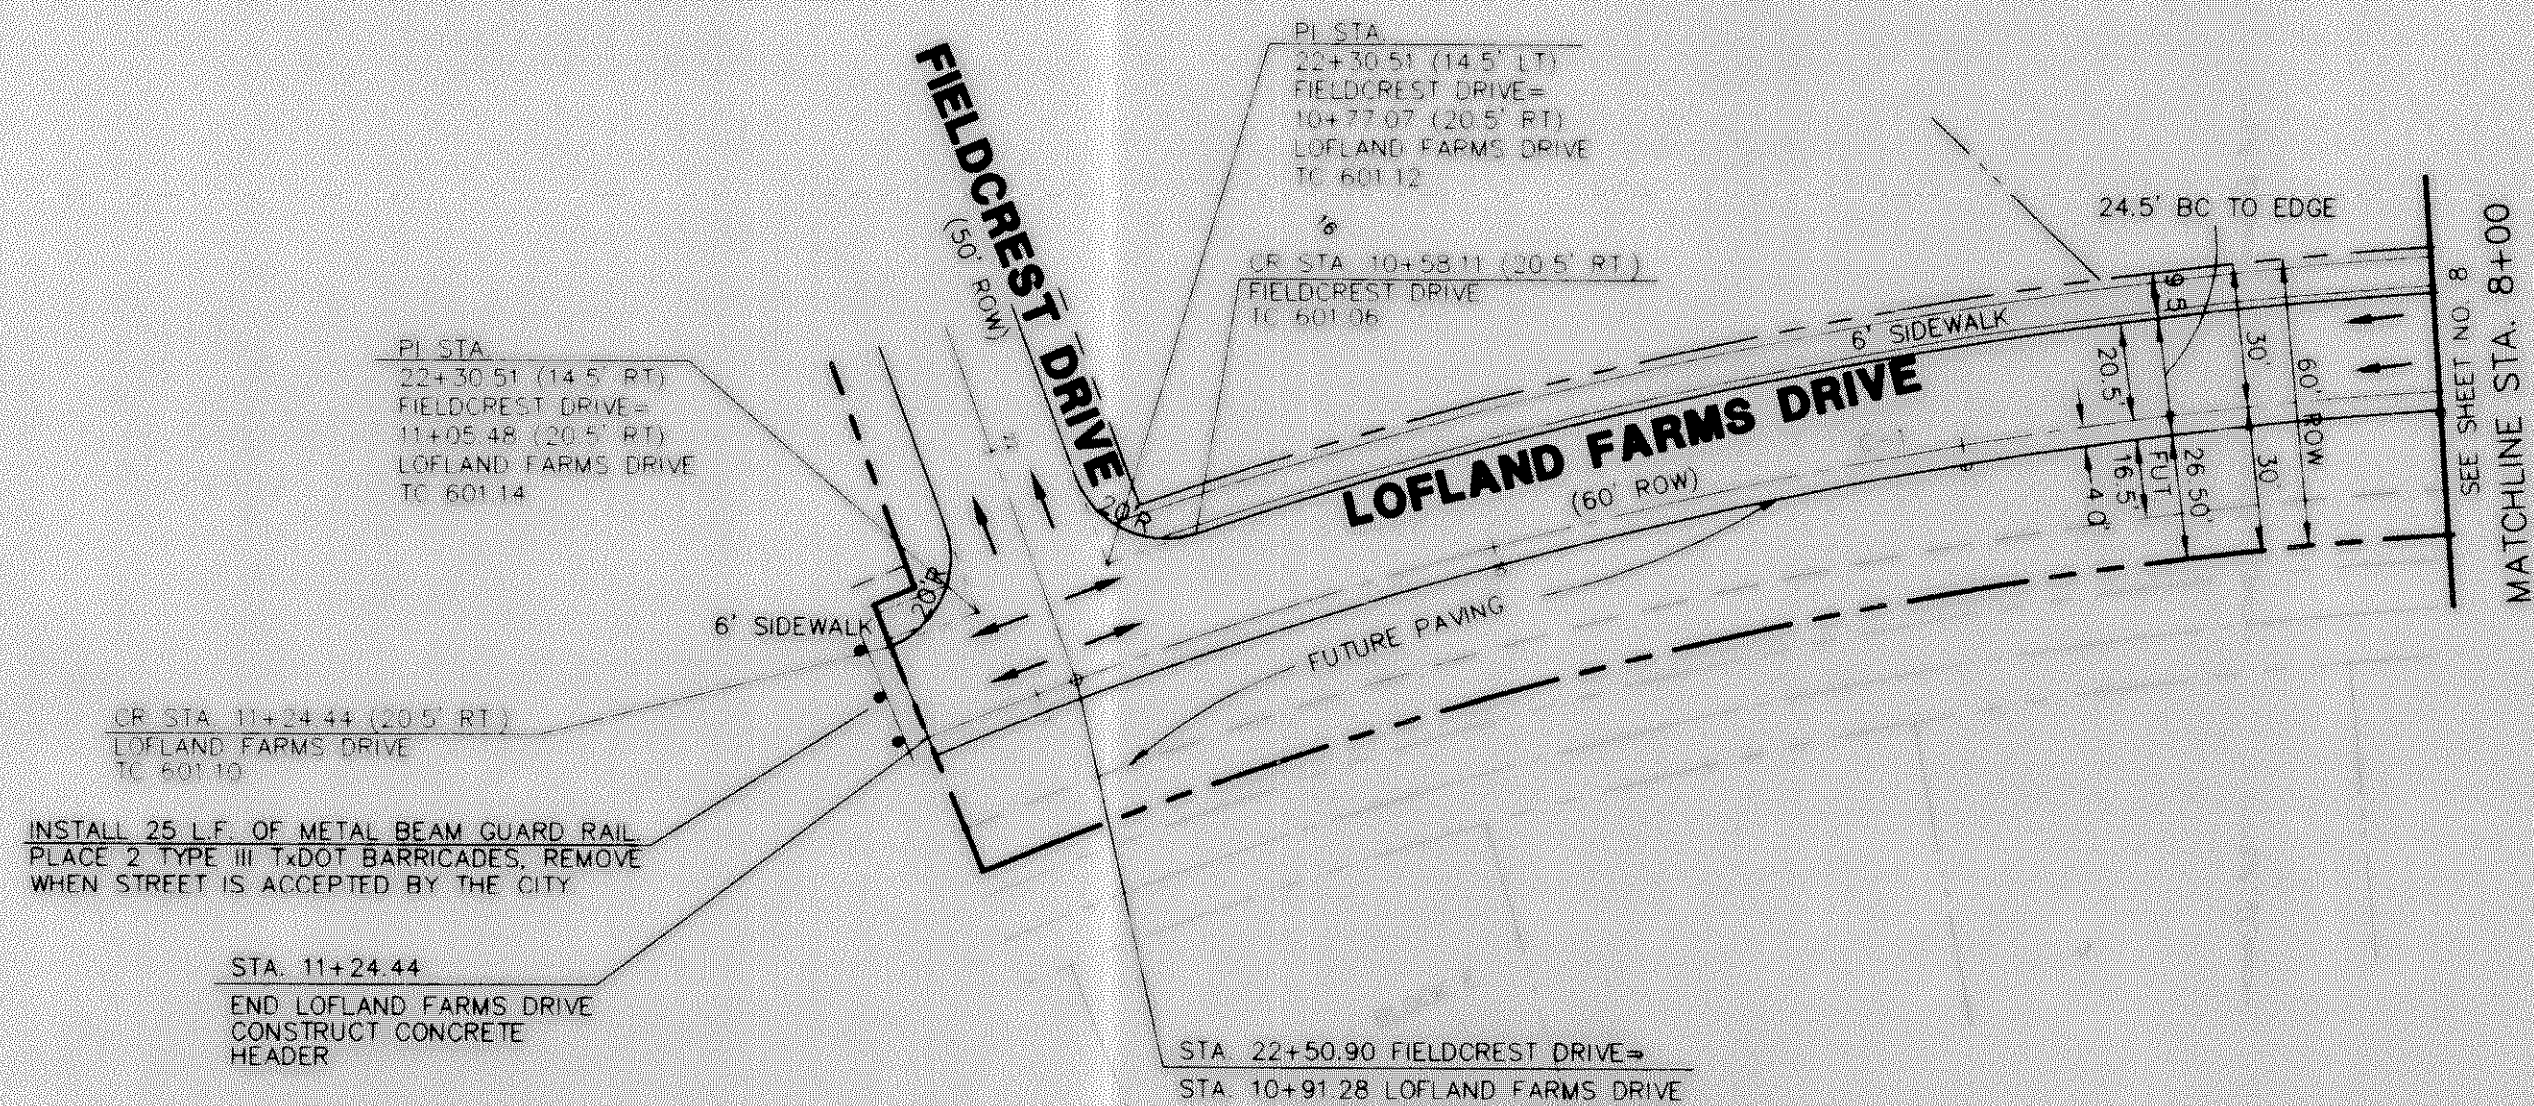 PI STA
22+30.51 (14.5' LT)
FIELDCREST DRIVE=
10+77.07 (20.5' RT)
LOFLAND FARMS DRIVE
TC 601.12
FIELDCREST DRIVE
(50' ROW)
CR STA. 10+58.11 (20.5' RT.)
FIELDCREST DRIVE
TC 601.06
24.5' BC TO EDGE
PI STA
22+30.51 (14.5' RT)
FIELDCREST DRIVE=
11+05.48 (20.5' RT)
LOFLAND FARMS DRIVE
TC 601.14
6' SIDEWALK
LOFLAND FARMS DRIVE
(60' ROW)
9.5'
20.5'
30'
60' ROW
26.50'
FUT
16.5'
4.0'
30'
SEE SHEET NO. 8
MATCHLINE STA. 8+00
20'R
20'R
6' SIDEWALK
FUTURE PAVING
CR STA. 11+24.44 (20.5' RT.)
LOFLAND FARMS DRIVE
TC 601.10
INSTALL 25 L.F. OF METAL BEAM GUARD RAIL
PLACE 2 TYPE III TxDOT BARRICADES, REMOVE
WHEN STREET IS ACCEPTED BY THE CITY
STA. 11+24.44
END LOFLAND FARMS DRIVE
CONSTRUCT CONCRETE
HEADER
STA. 22+50.90 FIELDCREST DRIVE=
STA. 10+91.28 LOFLAND FARMS DRIVE